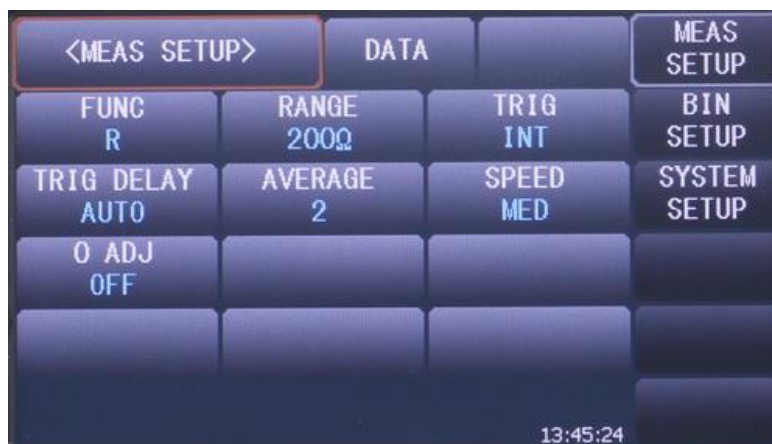 <MEAS SETUP>
DATA
MEAS
SETUP
FUNC
R
RANGE
200Ω
TRIG
INT
BIN
SETUP
TRIG DELAY
AUTO
AVERAGE
2
SPEED
MED
SYSTEM
SETUP
O ADJ
OFF
13:45:24